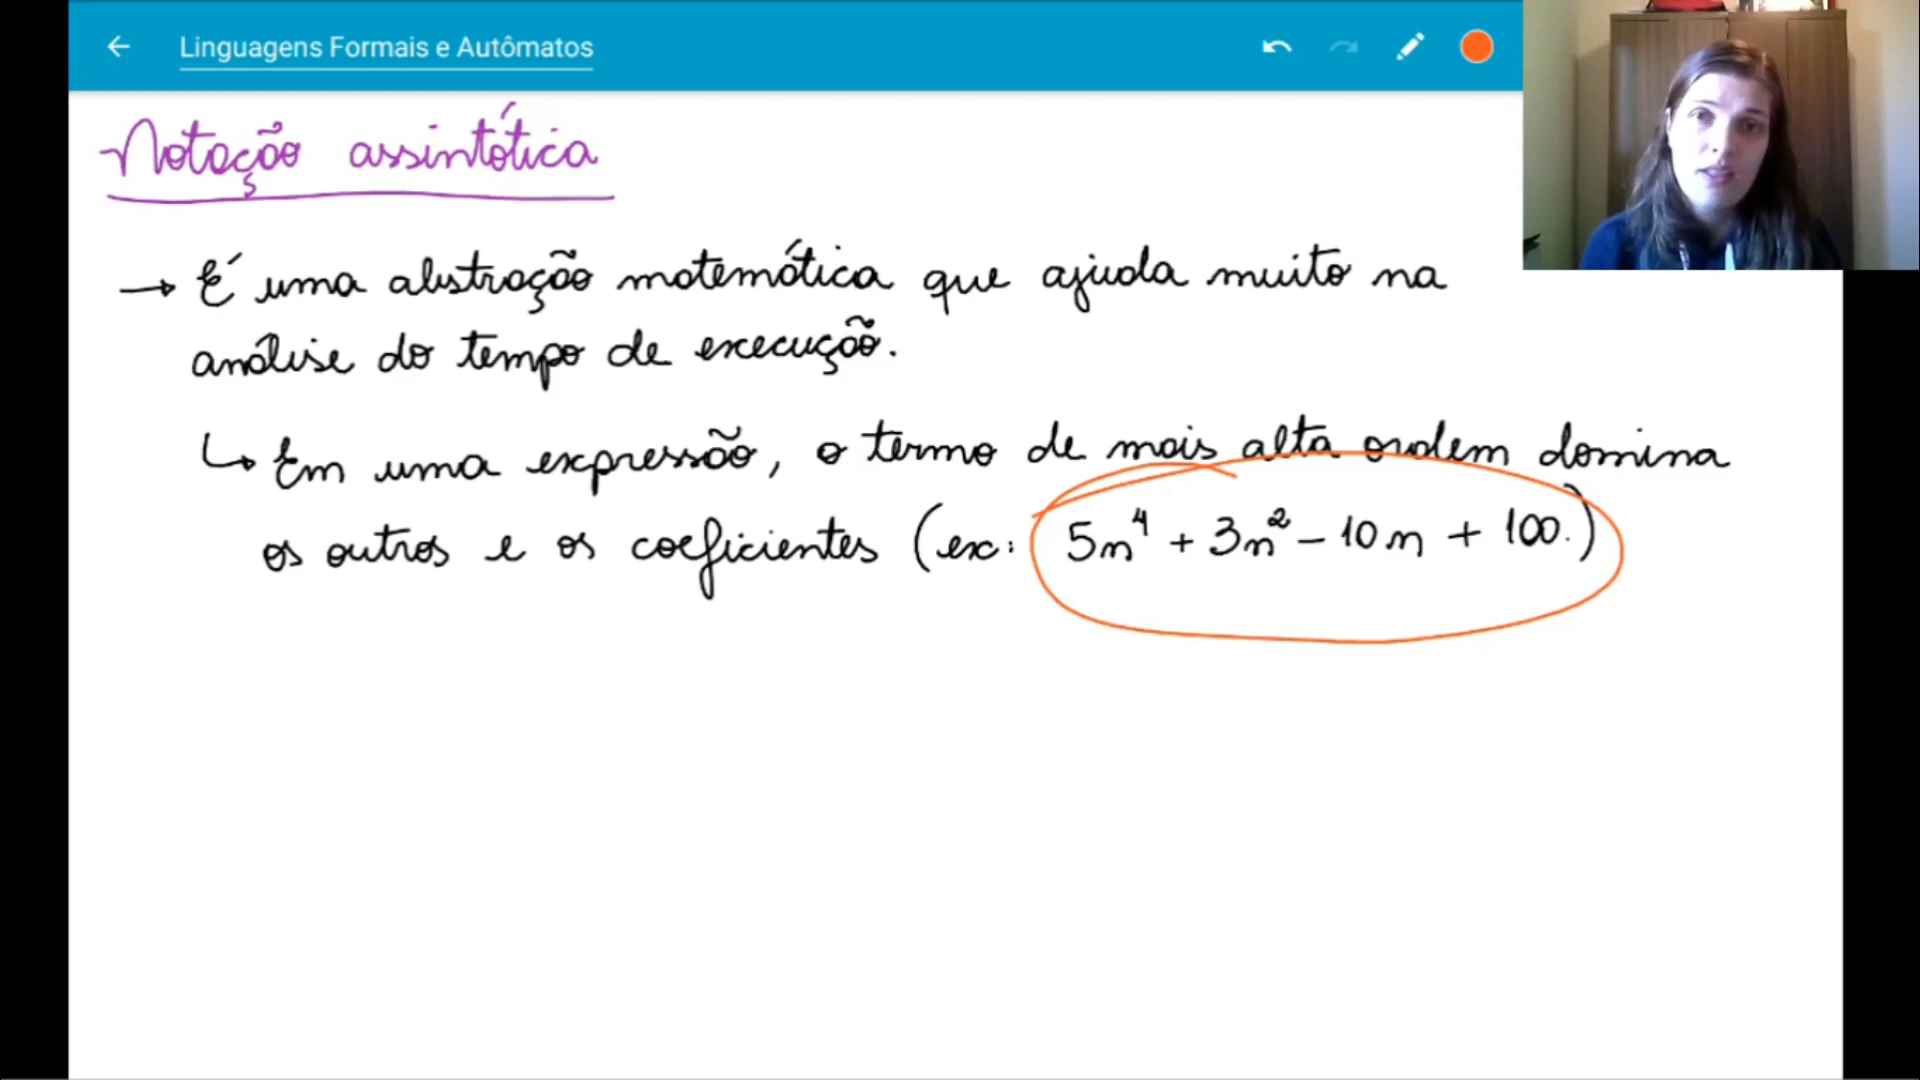 Linguagens Formais e Autômatos
Notação assintótica
→ É uma abstração matemática que ajuda muito na
análise do tempo de execução.
↳ Em uma expressão, o termo de mais alta ordem domina
os outros e os coeficientes (ex: 5n⁴ + 3n² - 10n + 100.)